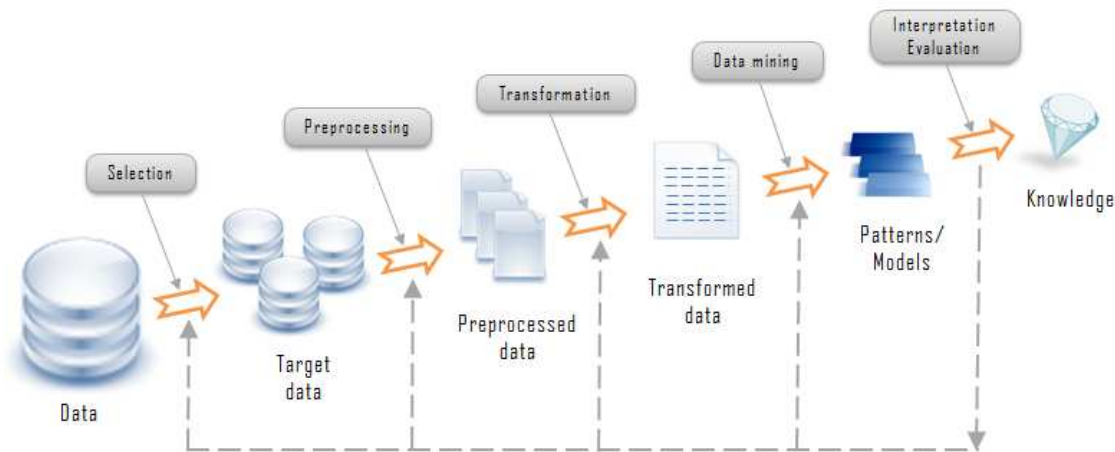 Interpretation
Evaluation
Data mining
Transformation
Preprocessing
Selection
Knowledge
Patterns/
Models
Transformed
data
Preprocessed
data
Target
data
Data